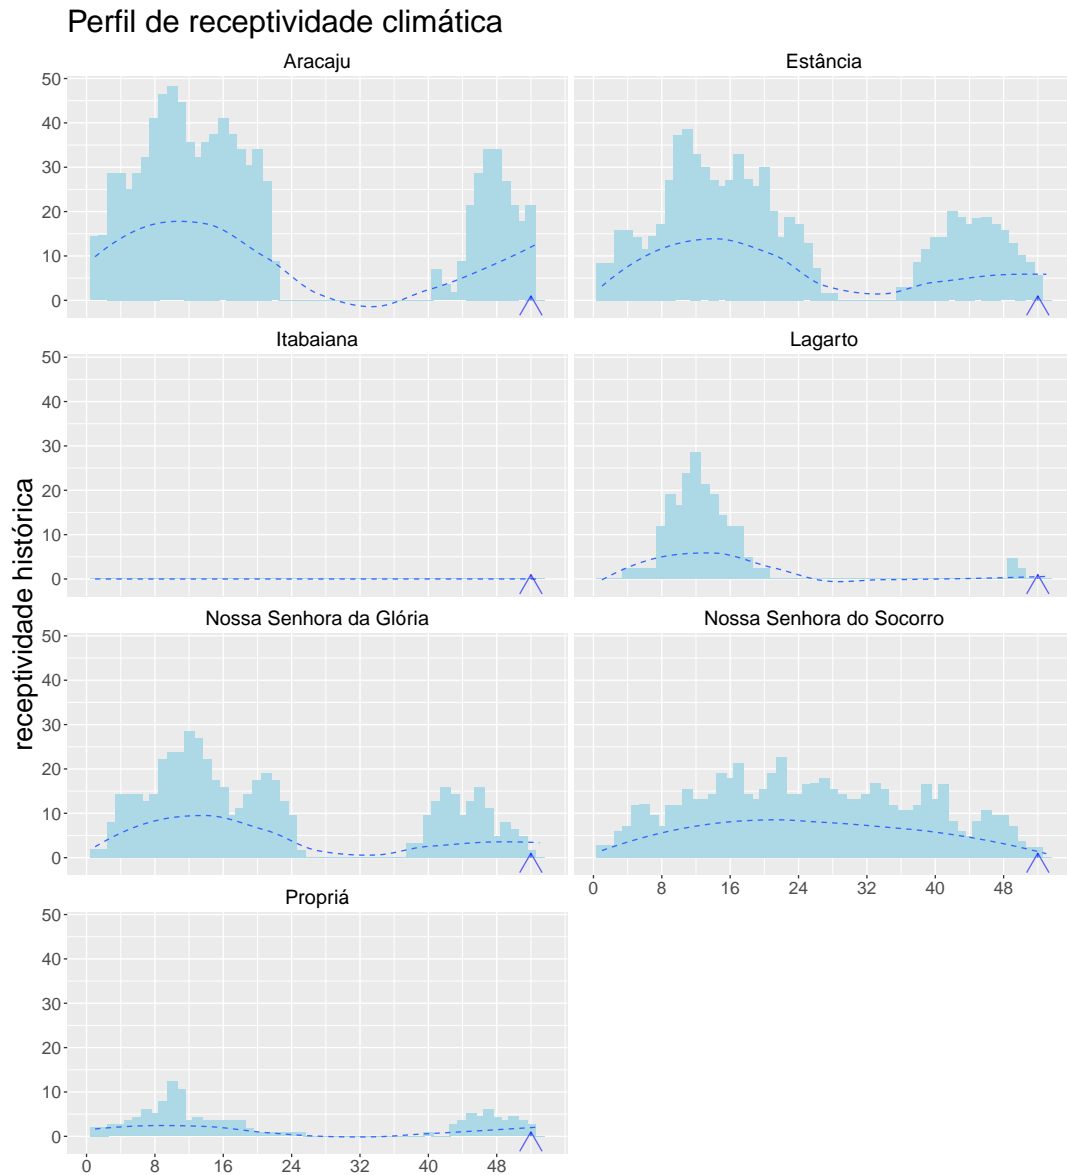 Perfil de receptividade climática
Aracaju
Estância
50
40
30
20
10
0
Itabaiana
Lagarto
50
40
30
20
10
0
receptividade histórica
Nossa Senhora da Glória
Nossa Senhora do Socorro
50
40
30
20
10
0
0 8 16 24 32 40 48
Propriá
50
40
30
20
10
0
0 8 16 24 32 40 48